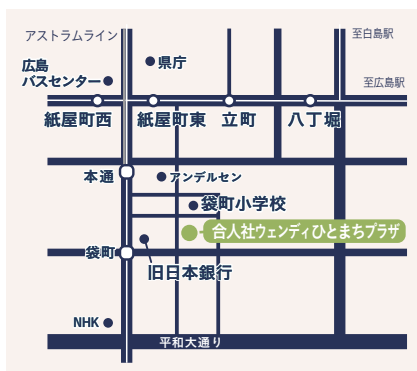 アストラムライン
至白島駅
県庁
広島
バスセンター
至広島駅
紙屋町西
紙屋町東
立町
八丁堀
本通
アンデルセン
袋町小学校
合人社ウェンディひとまちプラザ
袋町
旧日本銀行
NHK
平和大通り